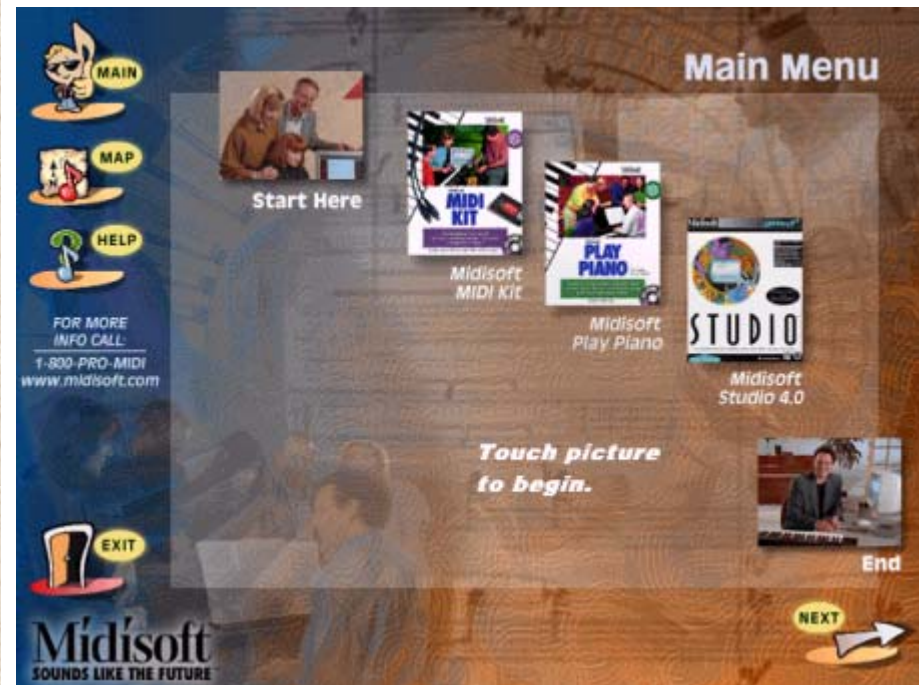 MAIN
Main Menu
MAP
Start Here
MIDI
KIT
PLAY
PIANO
HELP
Midisoft
MIDI Kit
STUDIO
FOR MORE
INFO CALL:
1-800-PRO-MIDI
www.midisoft.com
Midisoft
Play Piano
Midisoft
Studio 4.0
Touch picture
to begin.
EXIT
End
NEXT
Midisoft
SOUNDS LIKE THE FUTURE